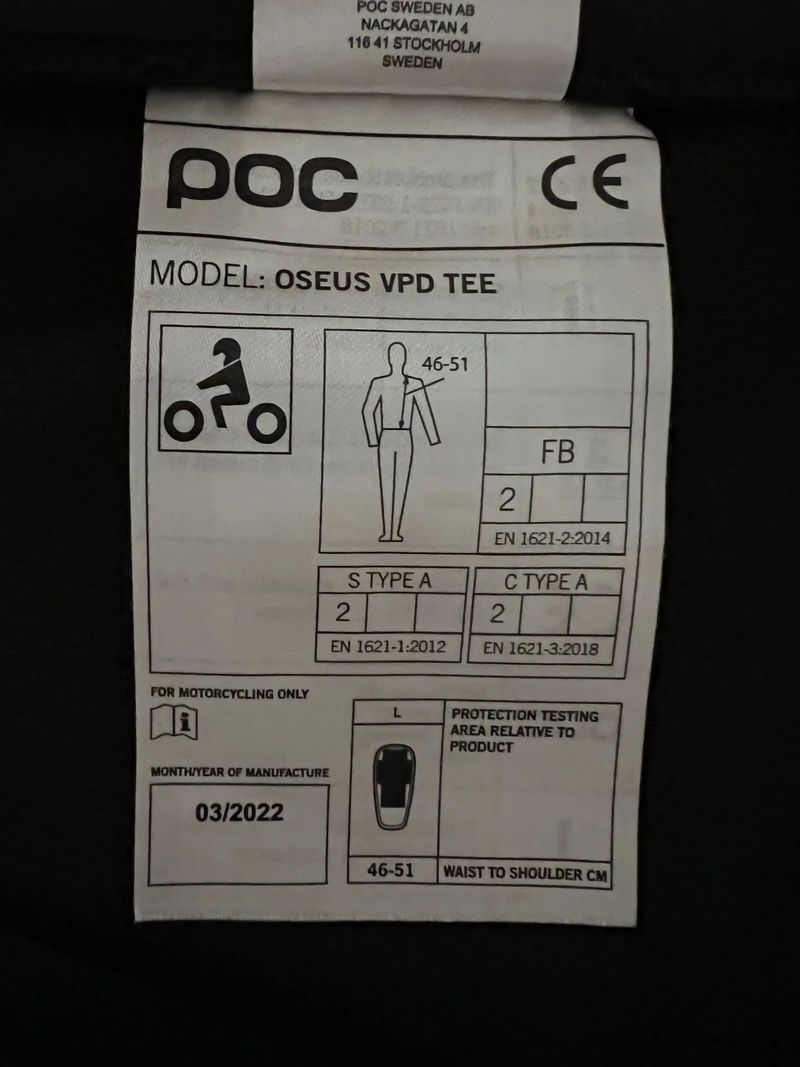 POC SWEDEN AB
NACKAGATAN 4
116 41 STOCKHOLM
SWEDEN
POC CE
MODEL: OSEUS VPD TEE
46-51
FB
2
EN 1621-2:2014
S TYPE A
2
EN 1621-1:2012
C TYPE A
2
EN 1621-3:2018
FOR MOTORCYCLING ONLY
i
MONTH/YEAR OF MANUFACTURE
03/2022
L
PROTECTION TESTING
AREA RELATIVE TO
PRODUCT
46-51
WAIST TO SHOULDER CM